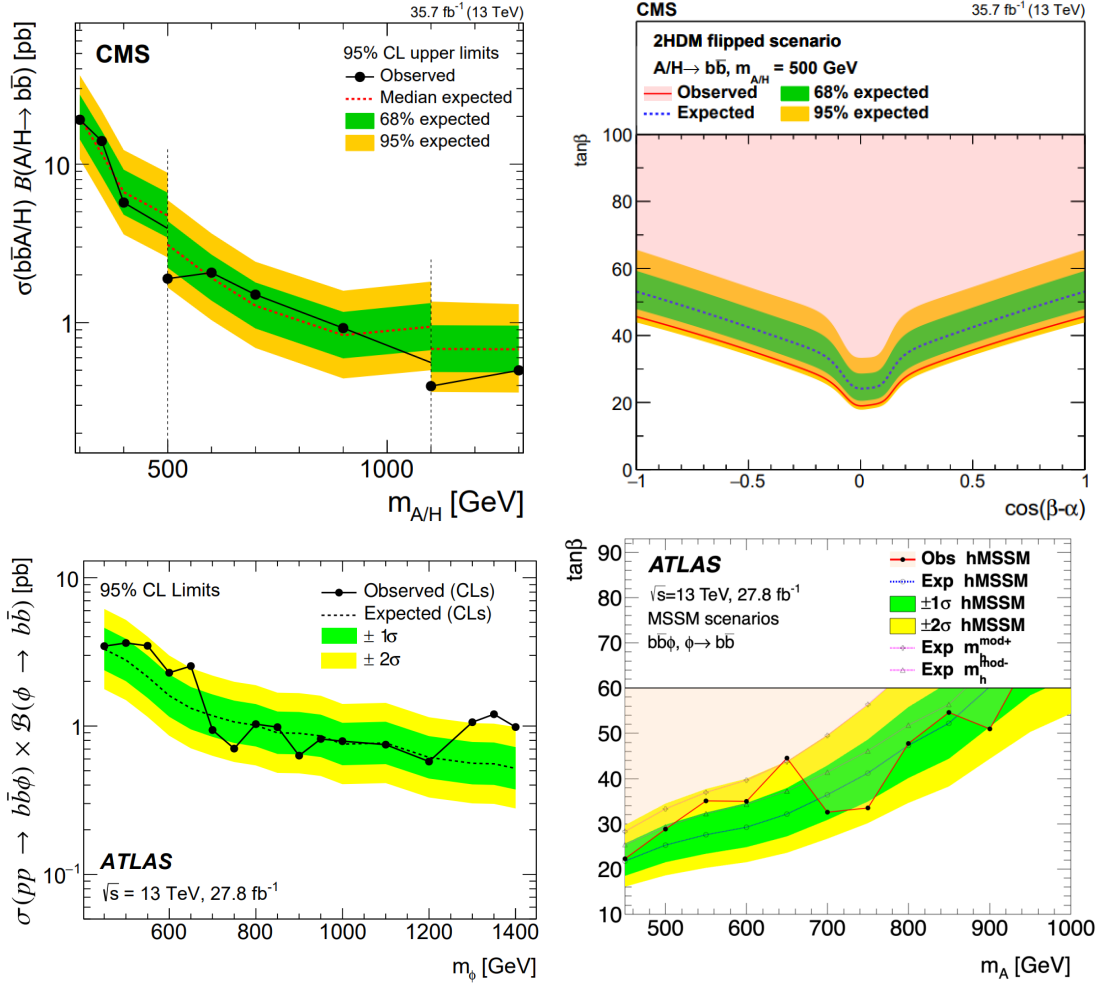 CMS
35.7 fb⁻¹ (13 TeV)
σ(bb̄A/H) B(A/H→ bb̄) [pb]
95% CL upper limits
Observed
Median expected
68% expected
95% expected
10
1
500
1000
m_A/H [GeV]
CMS
35.7 fb⁻¹ (13 TeV)
2HDM flipped scenario
A/H→ bb̄, m_A/H = 500 GeV
Observed
68% expected
Expected
95% expected
tanβ
100
80
60
40
20
0
−1
−0.5
0
0.5
1
cos(β-α)
σ(pp → bb̄ϕ) × B(ϕ → bb̄) [pb]
95% CL Limits
Observed (CLs)
Expected (CLs)
± 1σ
± 2σ
10
1
10⁻¹
ATLAS
√s = 13 TeV, 27.8 fb⁻¹
600
800
1000
1200
1400
m_ϕ [GeV]
tanβ
ATLAS
√s=13 TeV, 27.8 fb⁻¹
MSSM scenarios
bb̄ϕ, ϕ→ bb̄
Obs hMSSM
Exp hMSSM
±1σ hMSSM
±2σ hMSSM
Exp m_h^mod+
Exp m_h^mod-
90
80
70
60
50
40
30
20
10
500
600
700
800
900
1000
m_A [GeV]